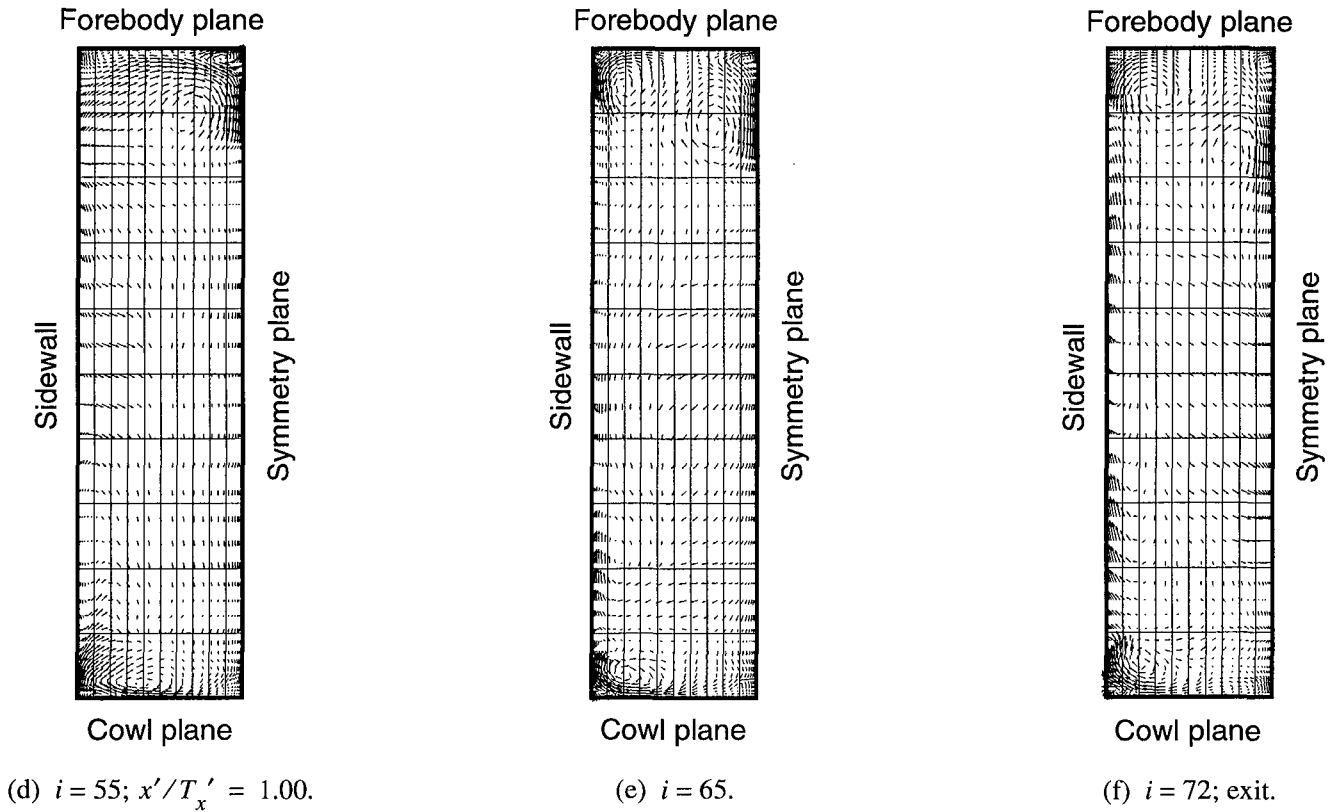 Forebody plane
Forebody plane
Forebody plane
Sidewall
Symmetry plane
Sidewall
Symmetry plane
Sidewall
Symmetry plane
Cowl plane
Cowl plane
Cowl plane
(d) i = 55; x′/Tₓ′ = 1.00.
(e) i = 65.
(f) i = 72; exit.